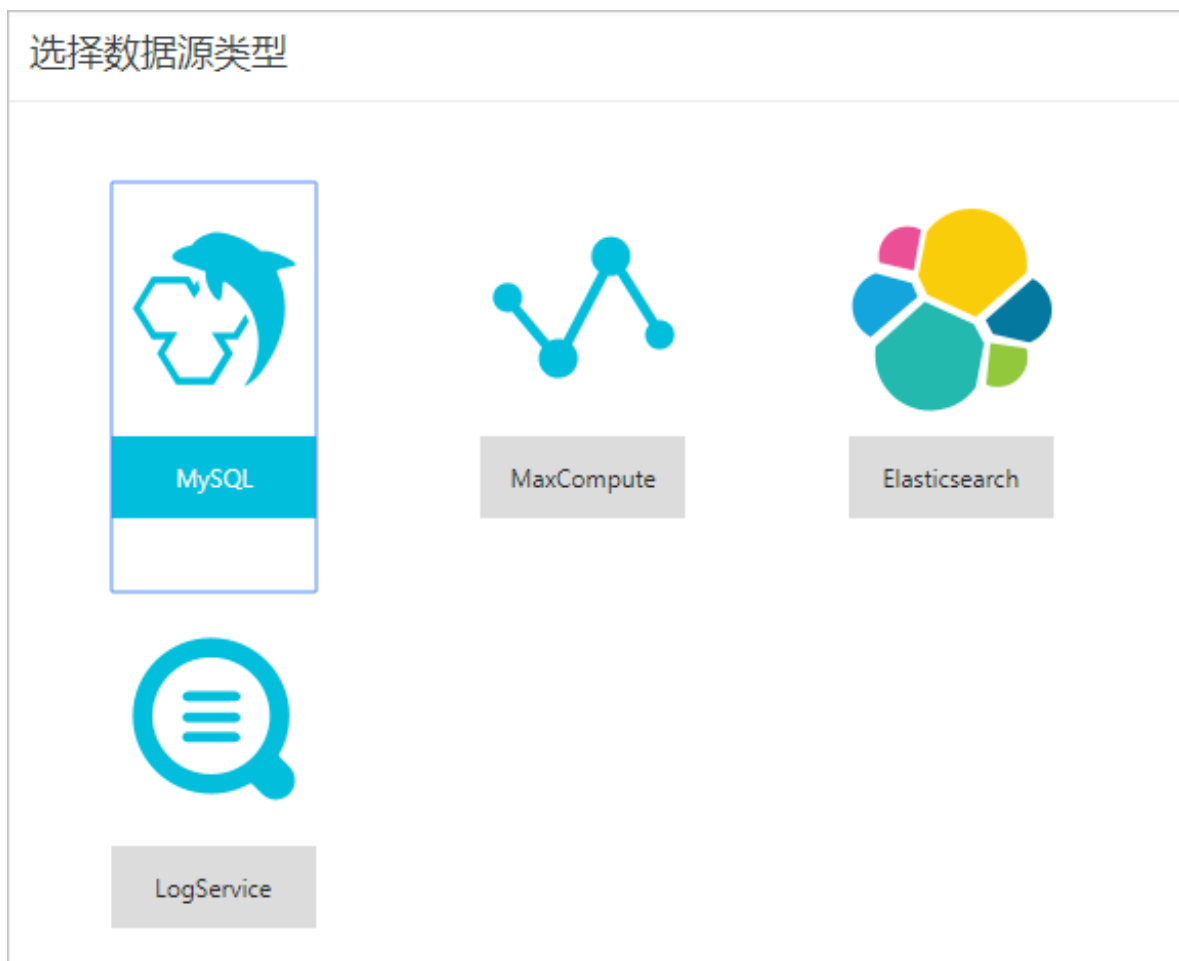 选择数据源类型
MySQL
MaxCompute
Elasticsearch
LogService